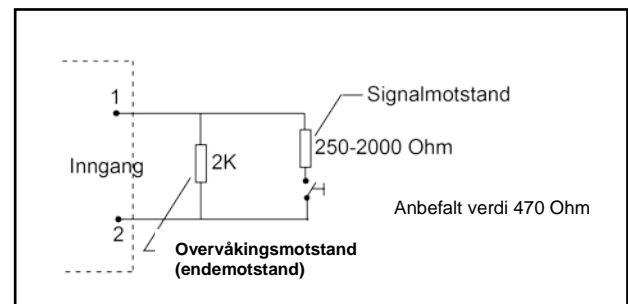 1
Signalmotstand
250-2000 Ohm
Inngang
2K
Anbefalt verdi 470 Ohm
2
Overvåkingsmotstand
(endemotstand)